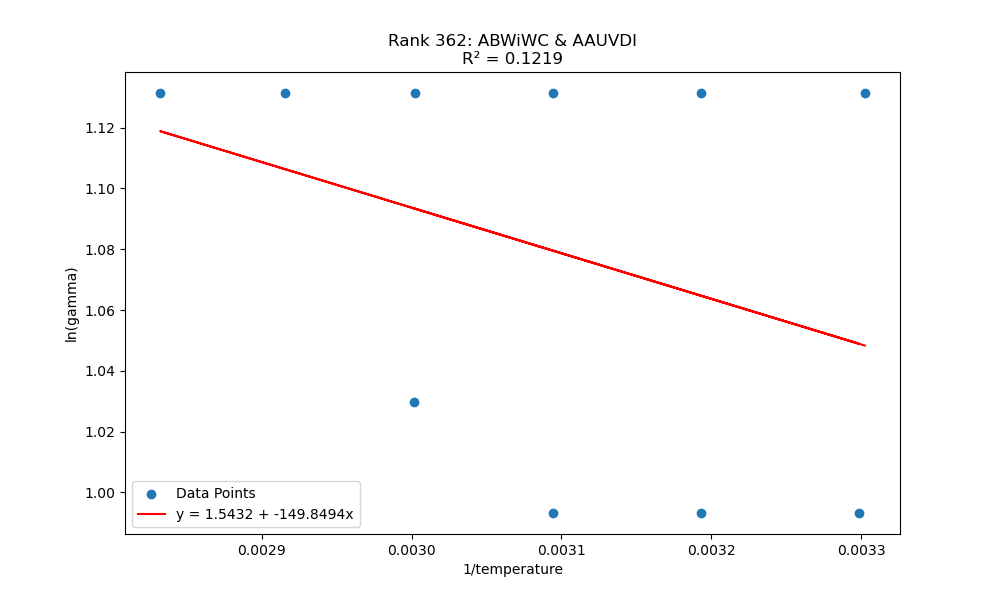 Rank 362: ABWiWC & AAUVDI
R² = 0.1219
ln(gamma)
1.12
1.10
1.08
1.06
1.04
1.02
1.00
Data Points
y = 1.5432 + -149.8494x
0.0029
0.0030
0.0031
0.0032
0.0033
1/temperature